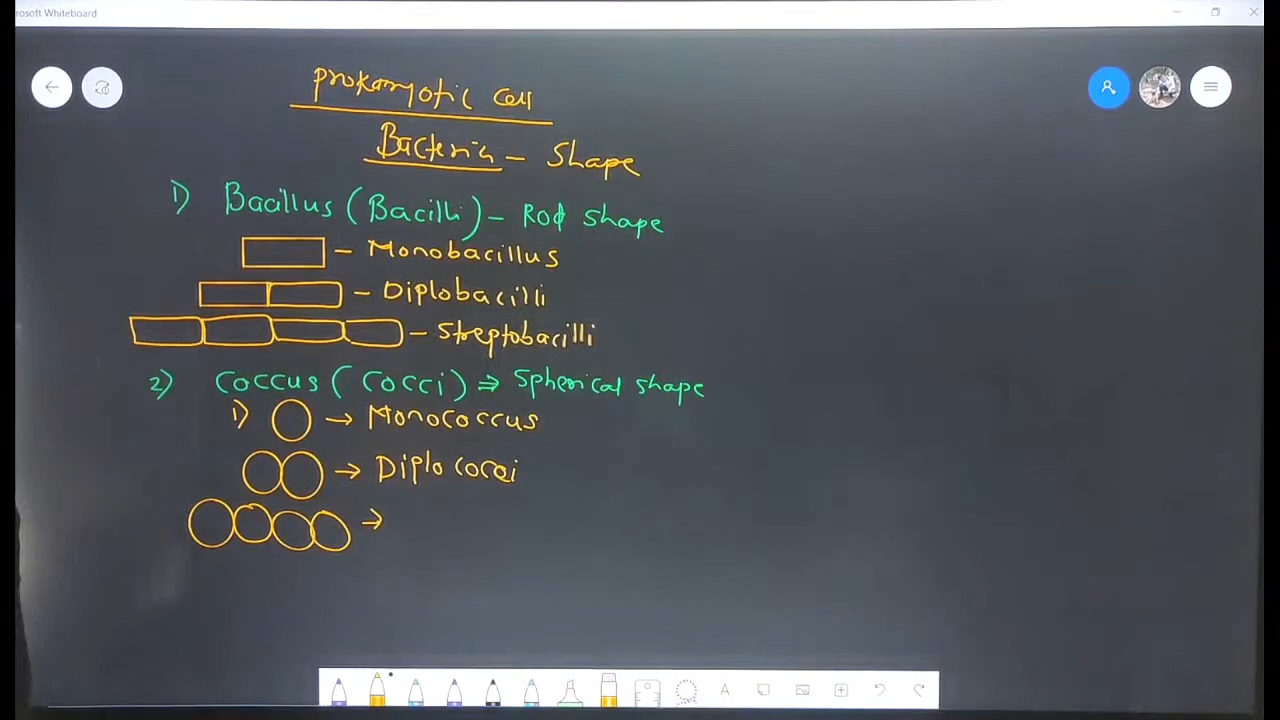 rosoft Whiteboard
prokaryotic cell
Bacteria – Shape
1) Bacillus (Bacilli) – Rod shape
– Monobacillus
– Diplobacilli
– Streptobacilli
2) Coccus (Cocci) ⇒ Spherical shape
1) → Monococcus
→ Diplococci
→
A